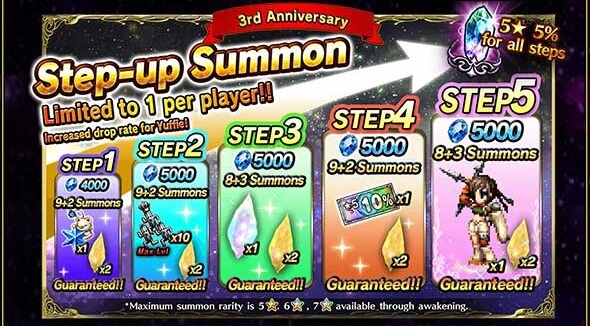 3rd Anniversary
Step-up Summon
Limited to 1 per player!!
Increased drop rate for Yuffie!
5★ 5%
for all steps
STEP1
4000
9+2 Summons
x1
x2
Guaranteed!!
STEP2
5000
9+2 Summons
Max Lvl
x10
x2
Guaranteed!!
STEP3
5000
8+3 Summons
x1
x2
Guaranteed!!
STEP4
5000
9+2 Summons
★5 10% x1
x2
Guaranteed!!
STEP5
5000
8+3 Summons
x2
Guaranteed!!
*Maximum summon rarity is 5★. 6★, 7★ available through awakening.